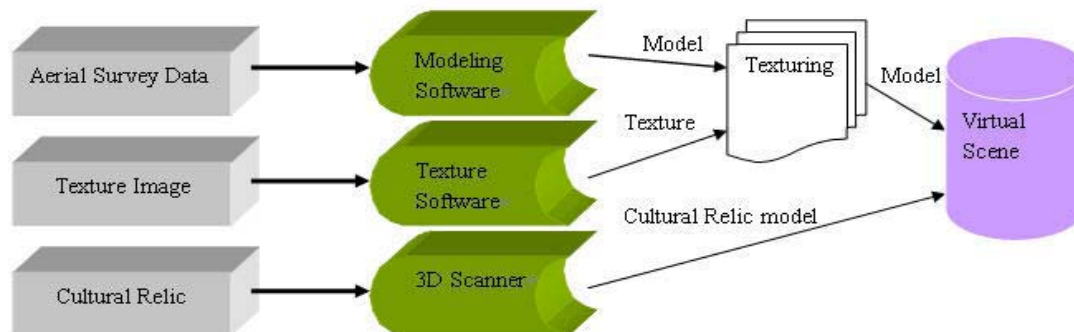 Aerial Survey Data
Modeling
Software
Model
Texturing
Model
Texture Image
Texture
Software
Texture
Virtual
Scene
Cultural Relic
3D Scanner
Cultural Relic model